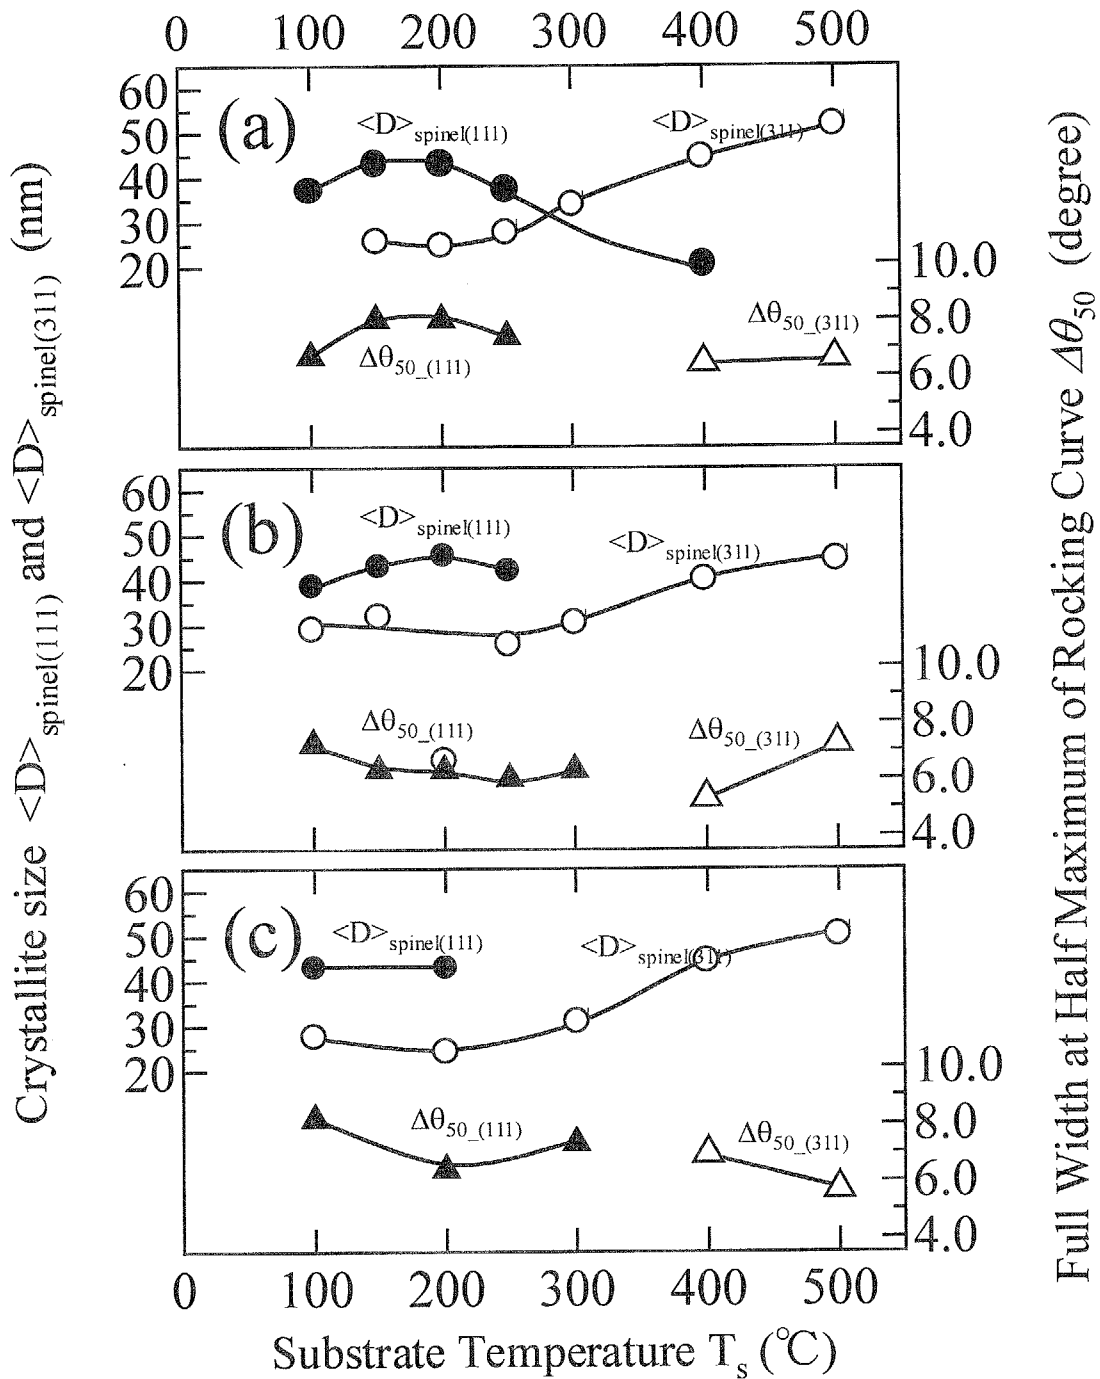 0 100 200 300 400 500
60
50
40
30
20
(a)
<D>spinel(111)
<D>spinel(311)
Δθ50_(111)
Δθ50_(311)
10.0
8.0
6.0
4.0
60
50
40
30
20
(b)
<D>spinel(111)
<D>spinel(311)
Δθ50_(111)
Δθ50_(311)
10.0
8.0
6.0
4.0
60
50
40
30
20
(c)
<D>spinel(111)
<D>spinel(311)
Δθ50_(111)
Δθ50_(311)
10.0
8.0
6.0
4.0
0 100 200 300 400 500
Substrate Temperature Ts (℃)
Crystallite size <D>spinel(111) and <D>spinel(311) (nm)
Full Width at Half Maximum of Rocking Curve Δθ50 (degree)